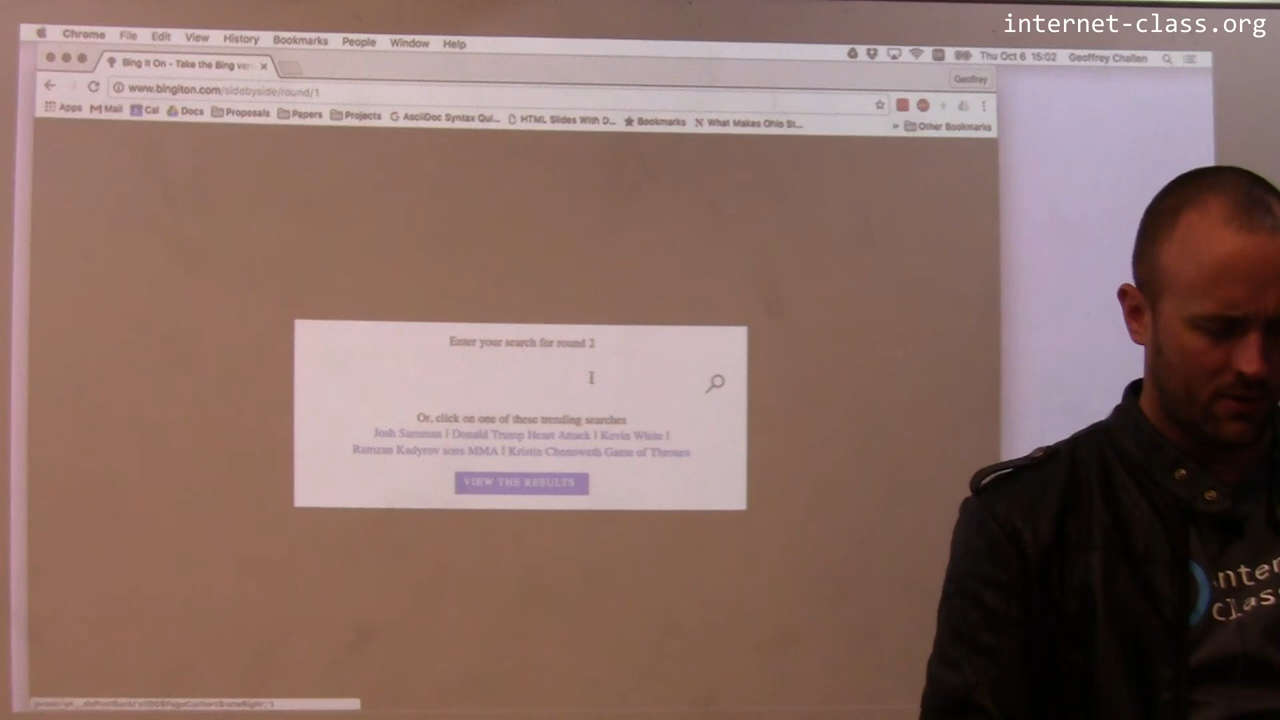 internet-class.org
Chrome File Edit View History Bookmarks People Window Help
Thu Oct 6 15:02 Geoffrey Challen
Bing It On - Take the Bing ver
Geoffrey
www.bingiton.com/sidebyside/round/1
Apps Mail Cal Docs Proposals Papers Projects AsciiDoc Syntax Qui... HTML Slides With D... Bookmarks What Makes Ohio St... » Other Bookmarks
Enter your search for round 2
Or, click on one of these trending searches
Josh Samman | Donald Trump Heart Attack | Kevin White |
Ramzan Kadyrov sons MMA | Kristin Chenoweth Game of Thrones
VIEW THE RESULTS
nter
Class